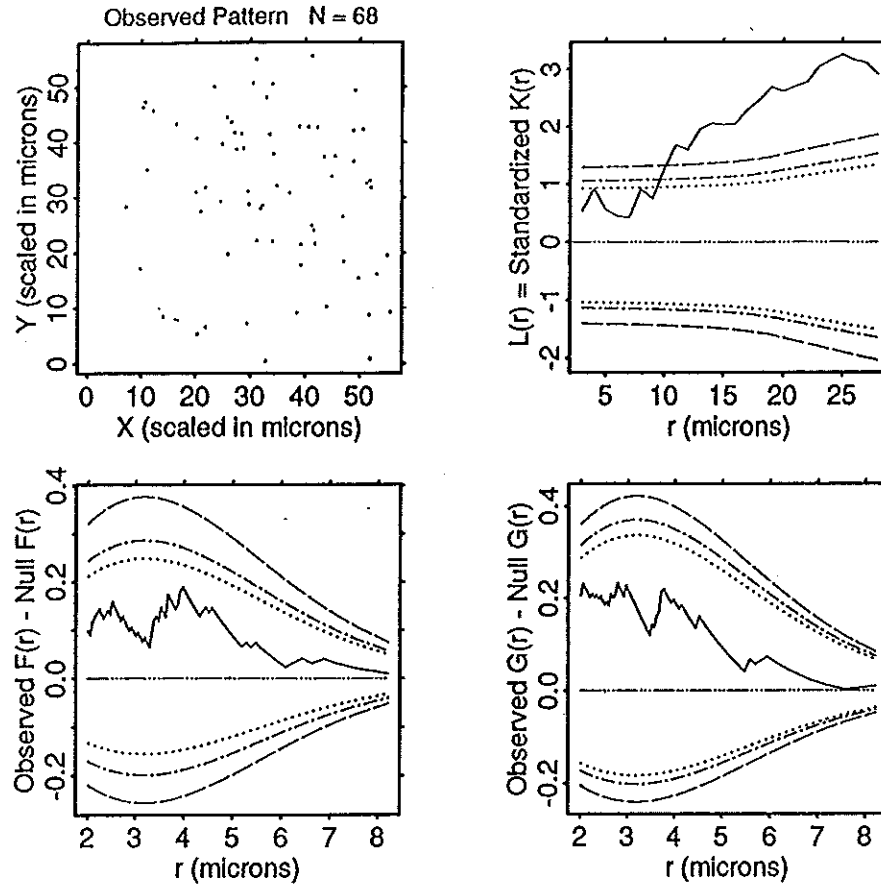 Observed Pattern N = 68
Y (scaled in microns)
0 10 20 30 40 50
0 10 20 30 40 50
X (scaled in microns)
L(r) = Standardized K(r)
-2 -1 0 1 2 3
5 10 15 20 25
r (microns)
Observed F(r) - Null F(r)
-0.2 0.0 0.2 0.4
2 3 4 5 6 7 8
r (microns)
Observed G(r) - Null G(r)
-0.2 0.0 0.2 0.4
2 3 4 5 6 7 8
r (microns)